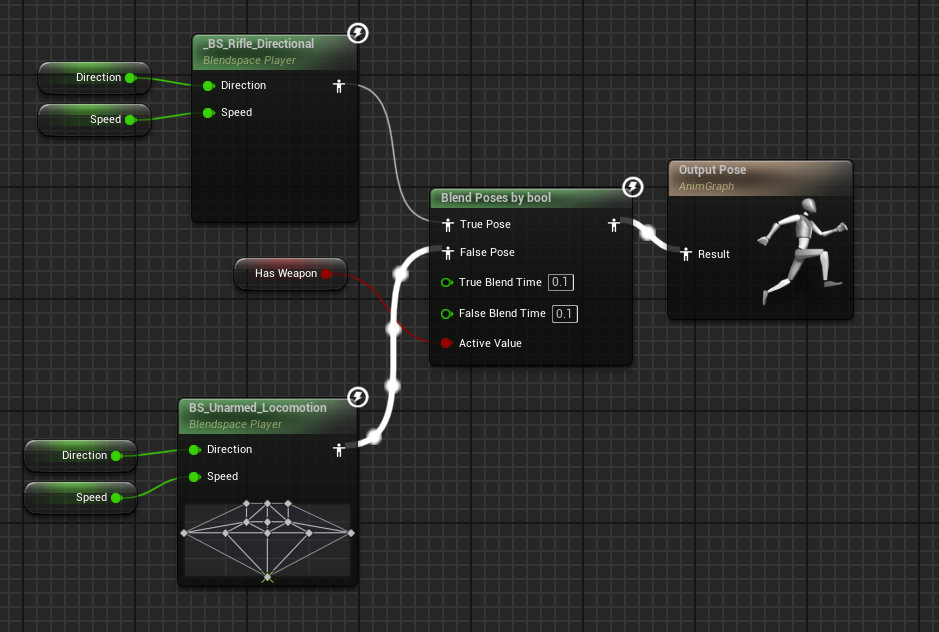 _BS_Rifle_Directional
Blendspace Player
Direction
Direction
Speed
Speed
Output Pose
AnimGraph
Blend Poses by bool
True Pose
False Pose
Result
Has Weapon
True Blend Time 0.1
False Blend Time 0.1
Active Value
BS_Unarmed_Locomotion
Blendspace Player
Direction
Direction
Speed
Speed